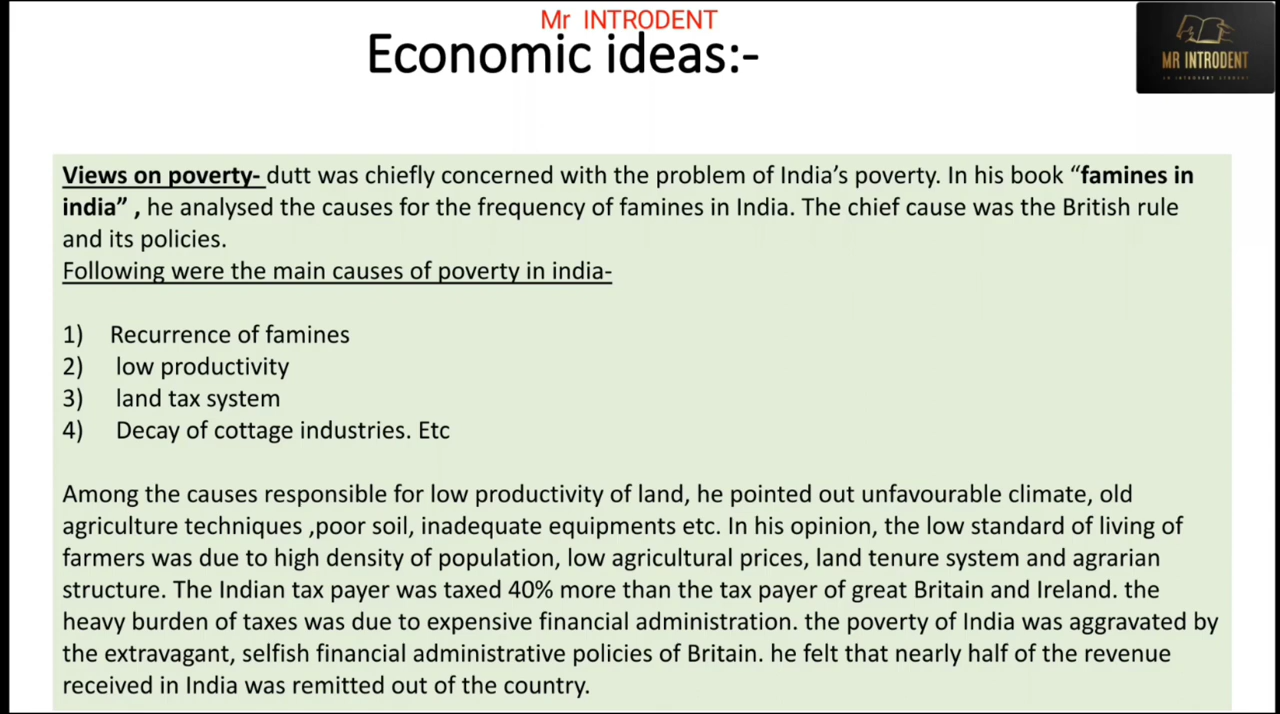 Mr INTRODENT
Economic ideas:-
MR INTRODENT
Views on poverty- dutt was chiefly concerned with the problem of India’s poverty. In his book “famines in
india” , he analysed the causes for the frequency of famines in India. The chief cause was the British rule
and its policies.
Following were the main causes of poverty in india-
1) Recurrence of famines
2) low productivity
3) land tax system
4) Decay of cottage industries. Etc
Among the causes responsible for low productivity of land, he pointed out unfavourable climate, old
agriculture techniques ,poor soil, inadequate equipments etc. In his opinion, the low standard of living of
farmers was due to high density of population, low agricultural prices, land tenure system and agrarian
structure. The Indian tax payer was taxed 40% more than the tax payer of great Britain and Ireland. the
heavy burden of taxes was due to expensive financial administration. the poverty of India was aggravated by
the extravagant, selfish financial administrative policies of Britain. he felt that nearly half of the revenue
received in India was remitted out of the country.